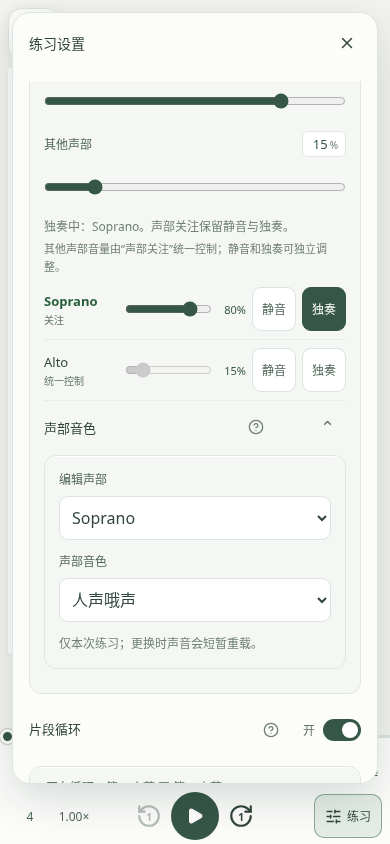 练习设置
其他声部
15 %
独奏中：Soprano。声部关注保留静音与独奏。
其他声部音量由“声部关注”统一控制；静音和独奏可独立调
整。
Soprano
关注
80%
静音
独奏
Alto
统一控制
15%
静音
独奏
声部音色
编辑声部
Soprano
声部音色
人声哦声
仅本次练习；更换时声音会短暂重载。
片段循环
开
4
1.00×
1
1
练习